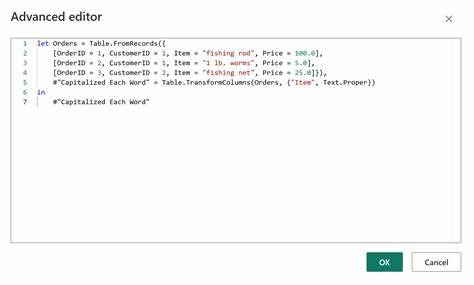 Advanced editor
1 let Orders = Table.FromRecords({
2 [OrderID = 1, CustomerID = 1, Item = "fishing rod", Price = 100.0],
3 [OrderID = 2, CustomerID = 1, Item = "1 lb. worms", Price = 5.0],
4 [OrderID = 3, CustomerID = 2, Item = "fishing net", Price = 25.0]}),
5 #"Capitalized Each Word" = Table.TransformColumns(Orders, {"Item", Text.Proper})
6 in
7 #"Capitalized Each Word"
OK
Cancel